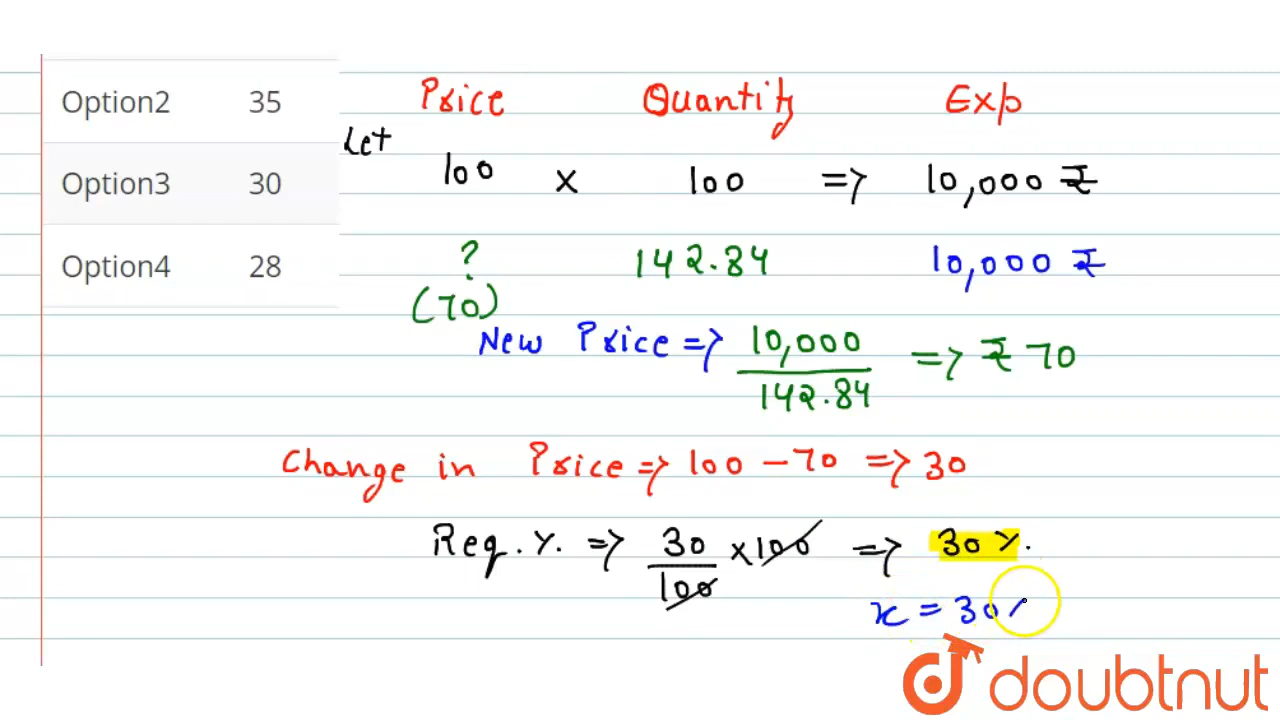 Option2 35
Option3 30
Option4 28
Price Quantity Exp
Let
100 x 100 => 10,000 ₹
? 142.84 10,000 ₹
(70)
New Price => 10,000/142.84 => ₹ 70
Change in Price => 100 - 70 => 30
Req. %. => 30/100 x 100 => 30 %.
x = 30%
doubtnut